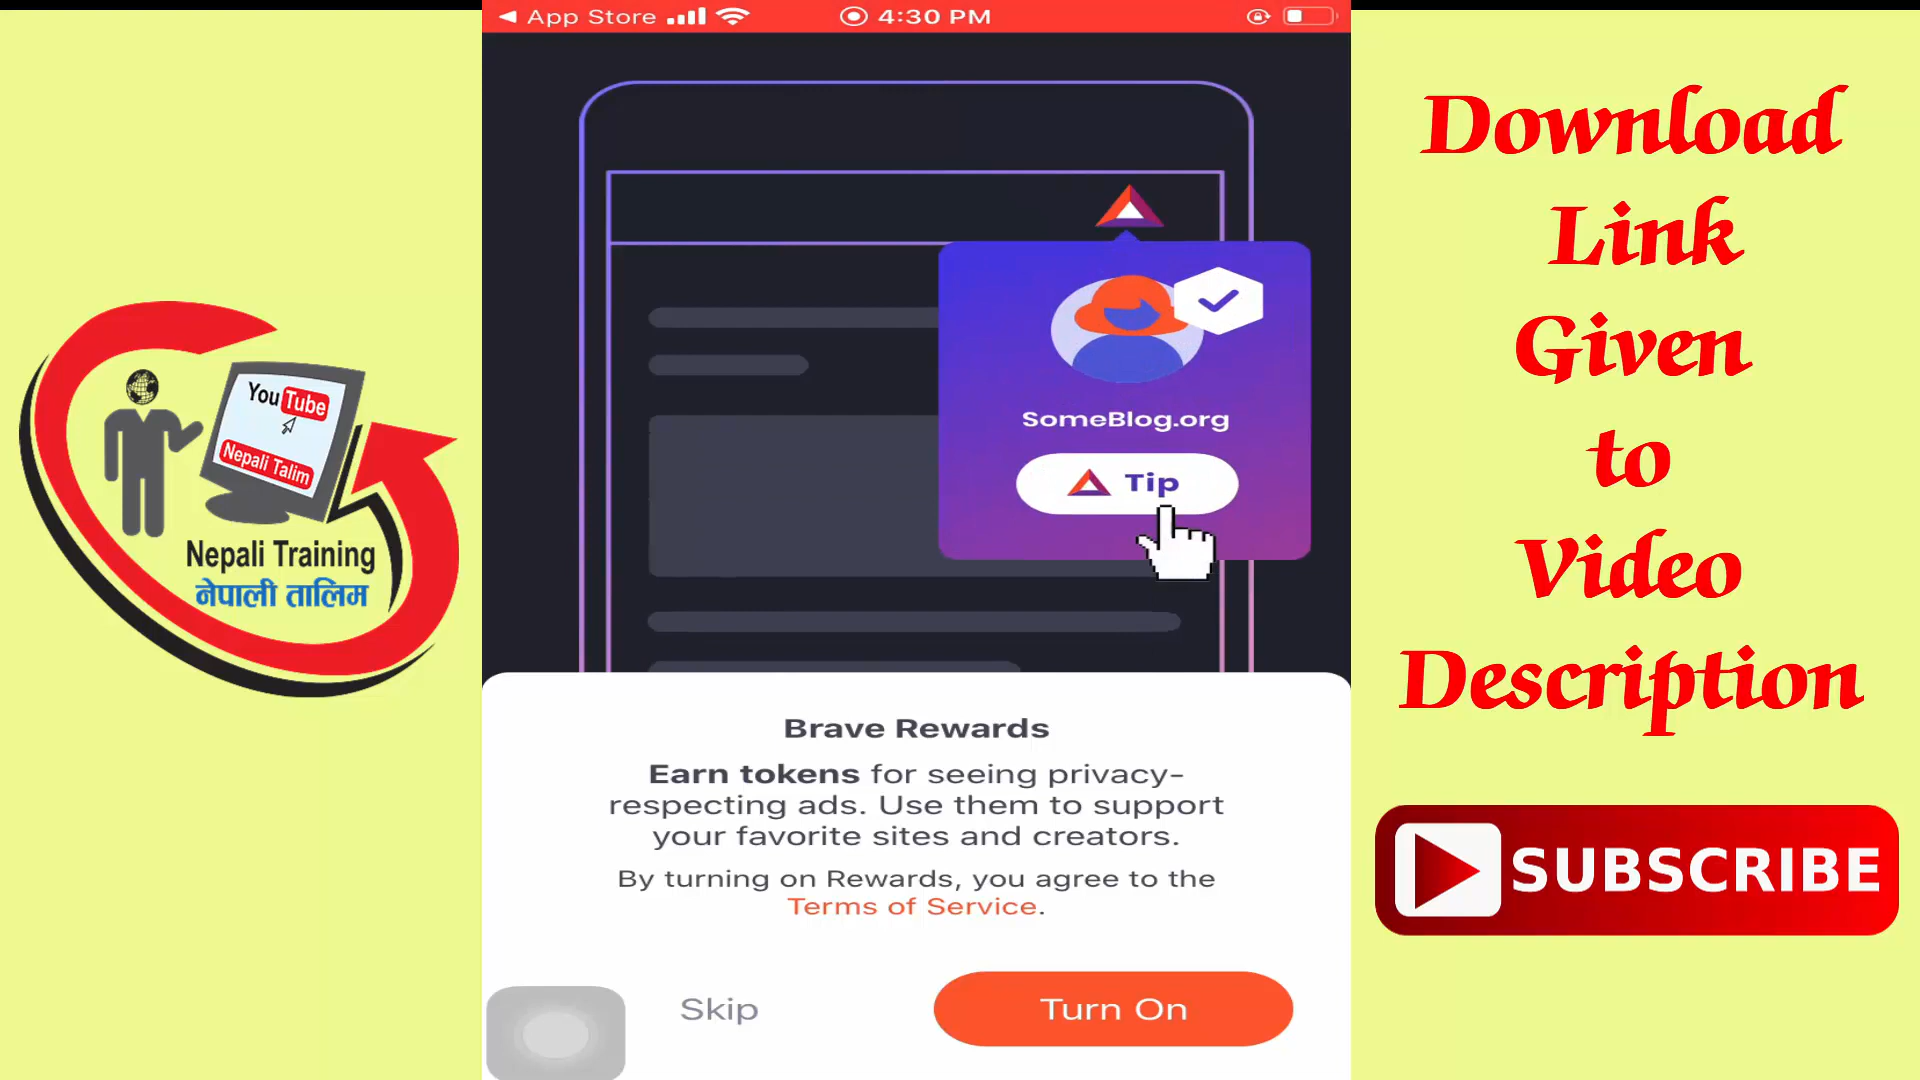 App Store
4:30 PM
SomeBlog.org
Tip
Brave Rewards
Earn tokens for seeing privacy-
respecting ads. Use them to support
your favorite sites and creators.
By turning on Rewards, you agree to the
Terms of Service.
Skip
Turn On
YouTube
Nepali Talim
Nepali Training
नेपाली तालिम
Download
Link
Given
to
Video
Description
SUBSCRIBE